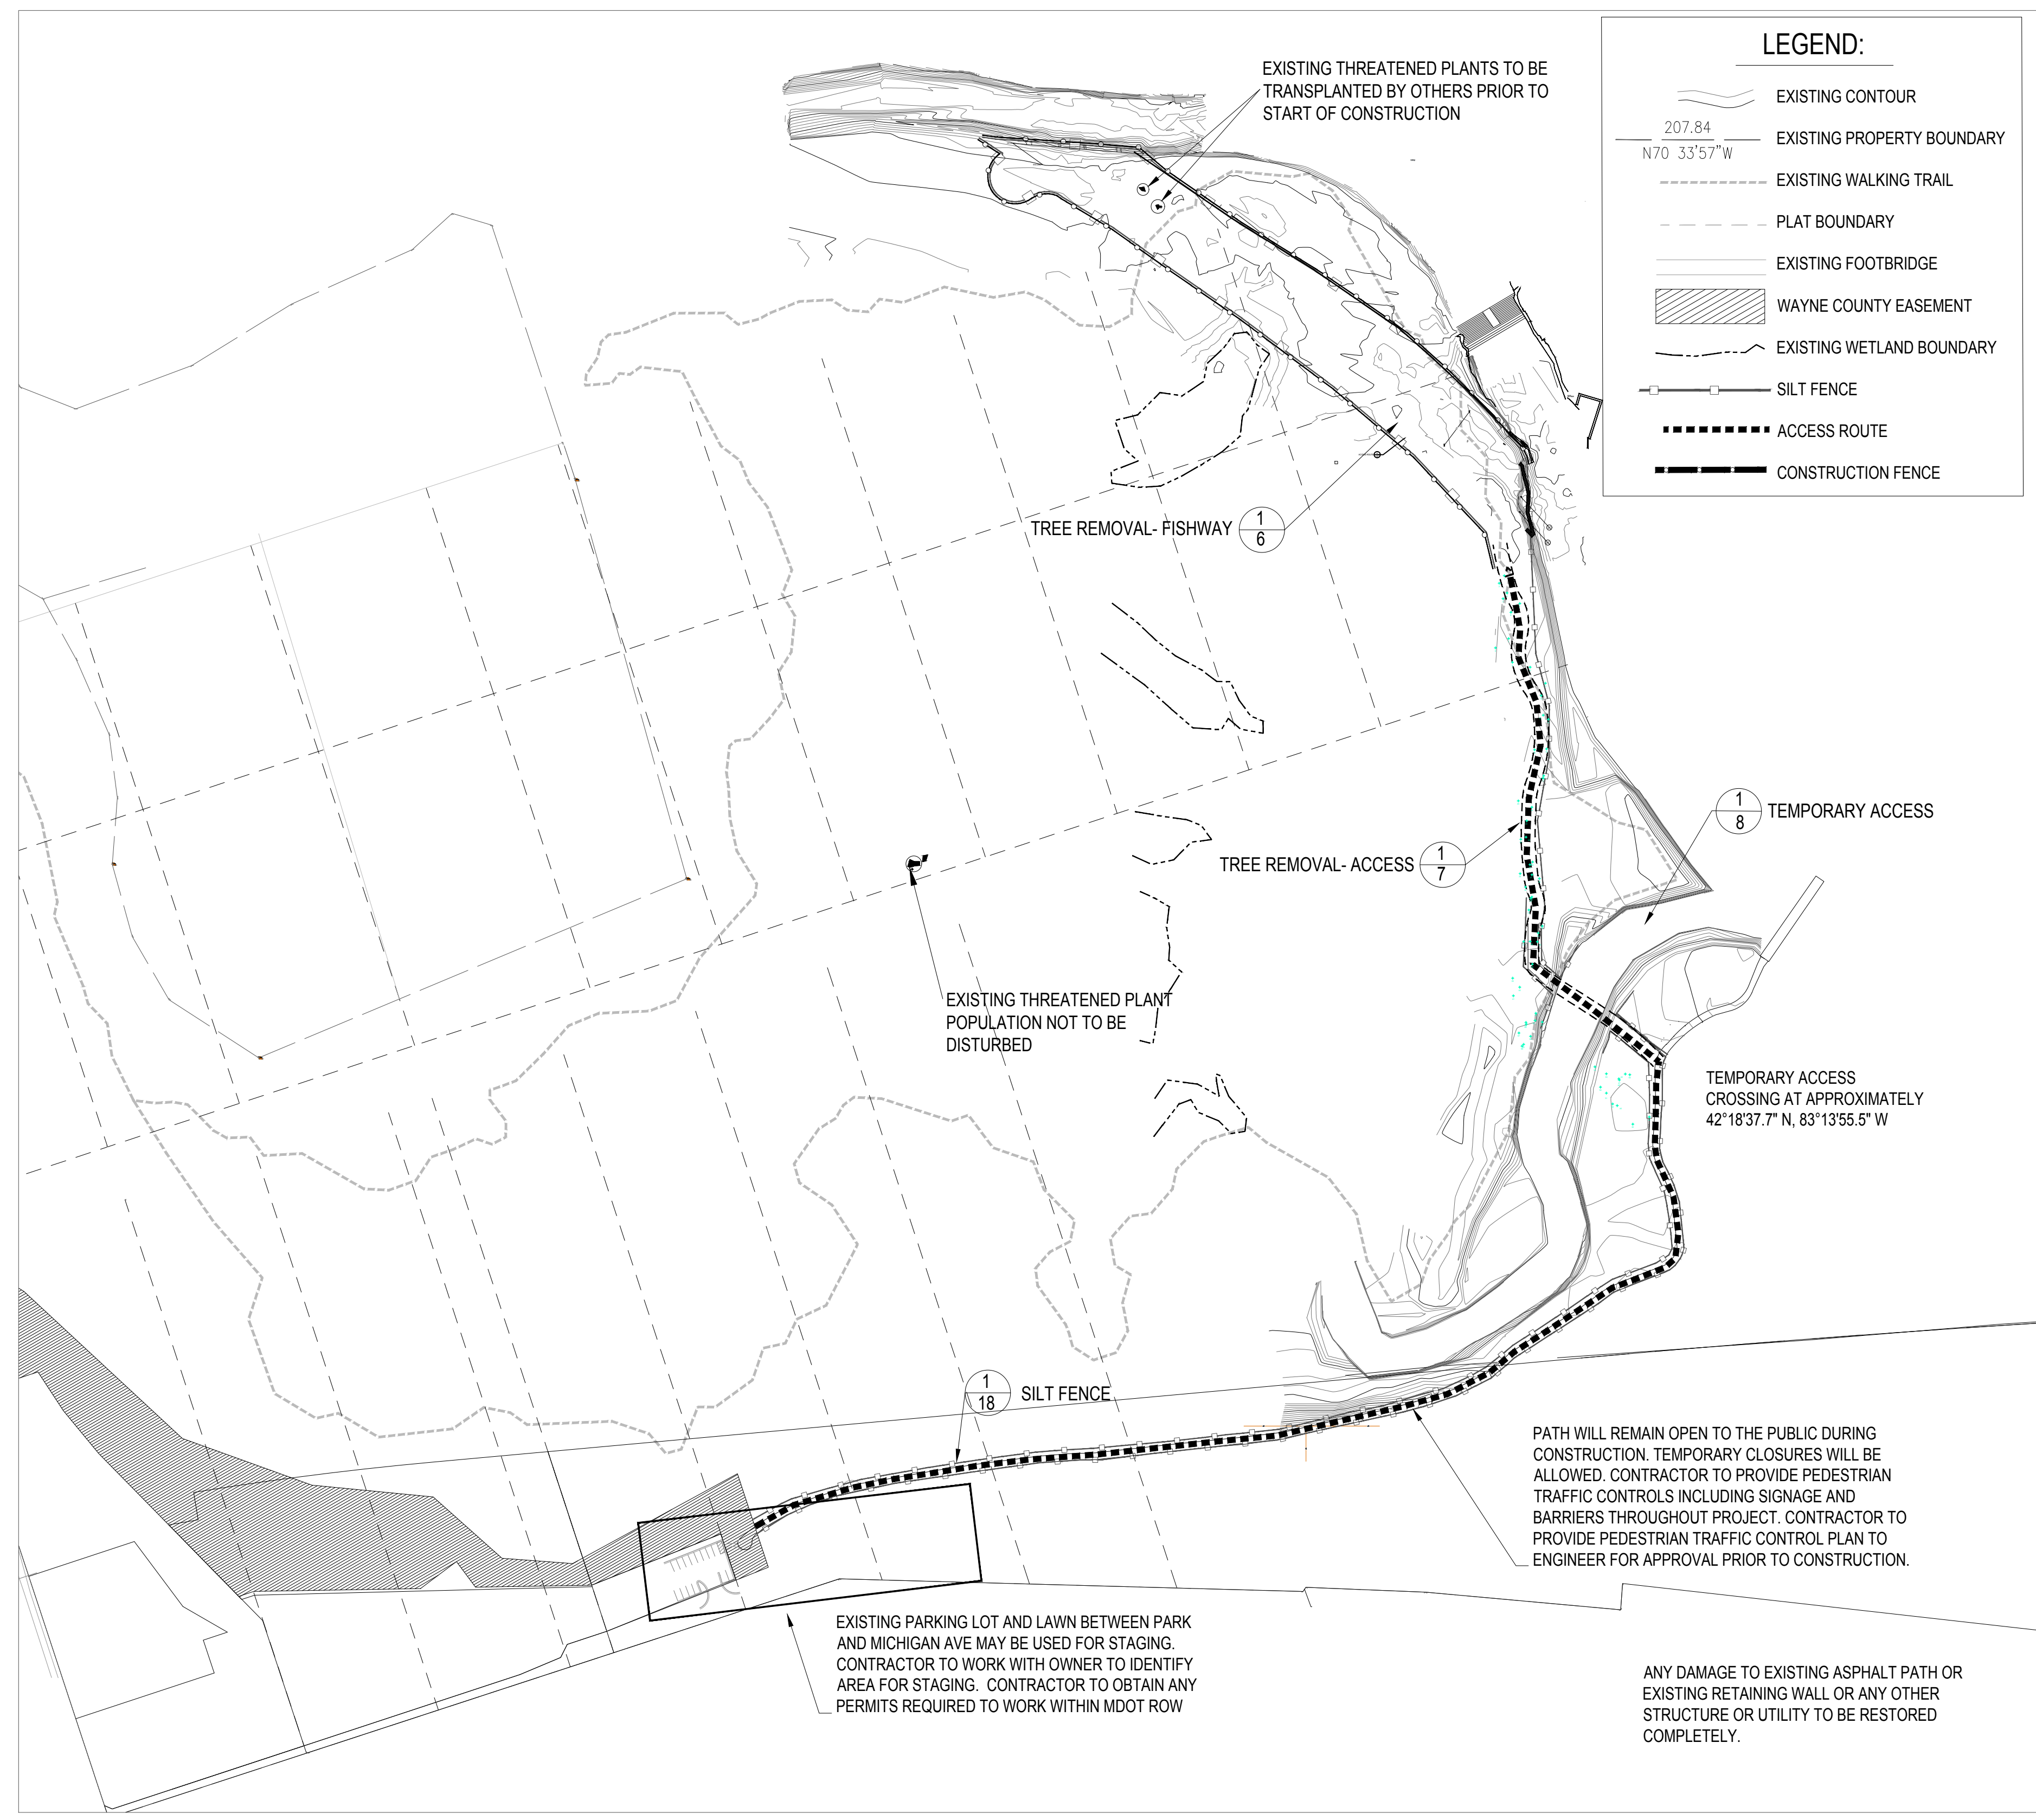 EXISTING THREATENED PLANTS TO BE
TRANSPLANTED BY OTHERS PRIOR TO
START OF CONSTRUCTION
LEGEND:
EXISTING CONTOUR
207.84
N70 33'57"W
EXISTING PROPERTY BOUNDARY
EXISTING WALKING TRAIL
PLAT BOUNDARY
EXISTING FOOTBRIDGE
WAYNE COUNTY EASEMENT
EXISTING WETLAND BOUNDARY
SILT FENCE
ACCESS ROUTE
CONSTRUCTION FENCE
TREE REMOVAL- FISHWAY
1
6
1
8
TEMPORARY ACCESS
TREE REMOVAL- ACCESS
1
7
EXISTING THREATENED PLANT
POPULATION NOT TO BE
DISTURBED
TEMPORARY ACCESS
CROSSING AT APPROXIMATELY
42°18'37.7" N, 83°13'55.5" W
1
18
SILT FENCE
PATH WILL REMAIN OPEN TO THE PUBLIC DURING
CONSTRUCTION. TEMPORARY CLOSURES WILL BE
ALLOWED. CONTRACTOR TO PROVIDE PEDESTRIAN
TRAFFIC CONTROLS INCLUDING SIGNAGE AND
BARRIERS THROUGHOUT PROJECT. CONTRACTOR TO
PROVIDE PEDESTRIAN TRAFFIC CONTROL PLAN TO
ENGINEER FOR APPROVAL PRIOR TO CONSTRUCTION.
EXISTING PARKING LOT AND LAWN BETWEEN PARK
AND MICHIGAN AVE MAY BE USED FOR STAGING.
CONTRACTOR TO WORK WITH OWNER TO IDENTIFY
AREA FOR STAGING. CONTRACTOR TO OBTAIN ANY
PERMITS REQUIRED TO WORK WITHIN MDOT ROW
ANY DAMAGE TO EXISTING ASPHALT PATH OR
EXISTING RETAINING WALL OR ANY OTHER
STRUCTURE OR UTILITY TO BE RESTORED
COMPLETELY.